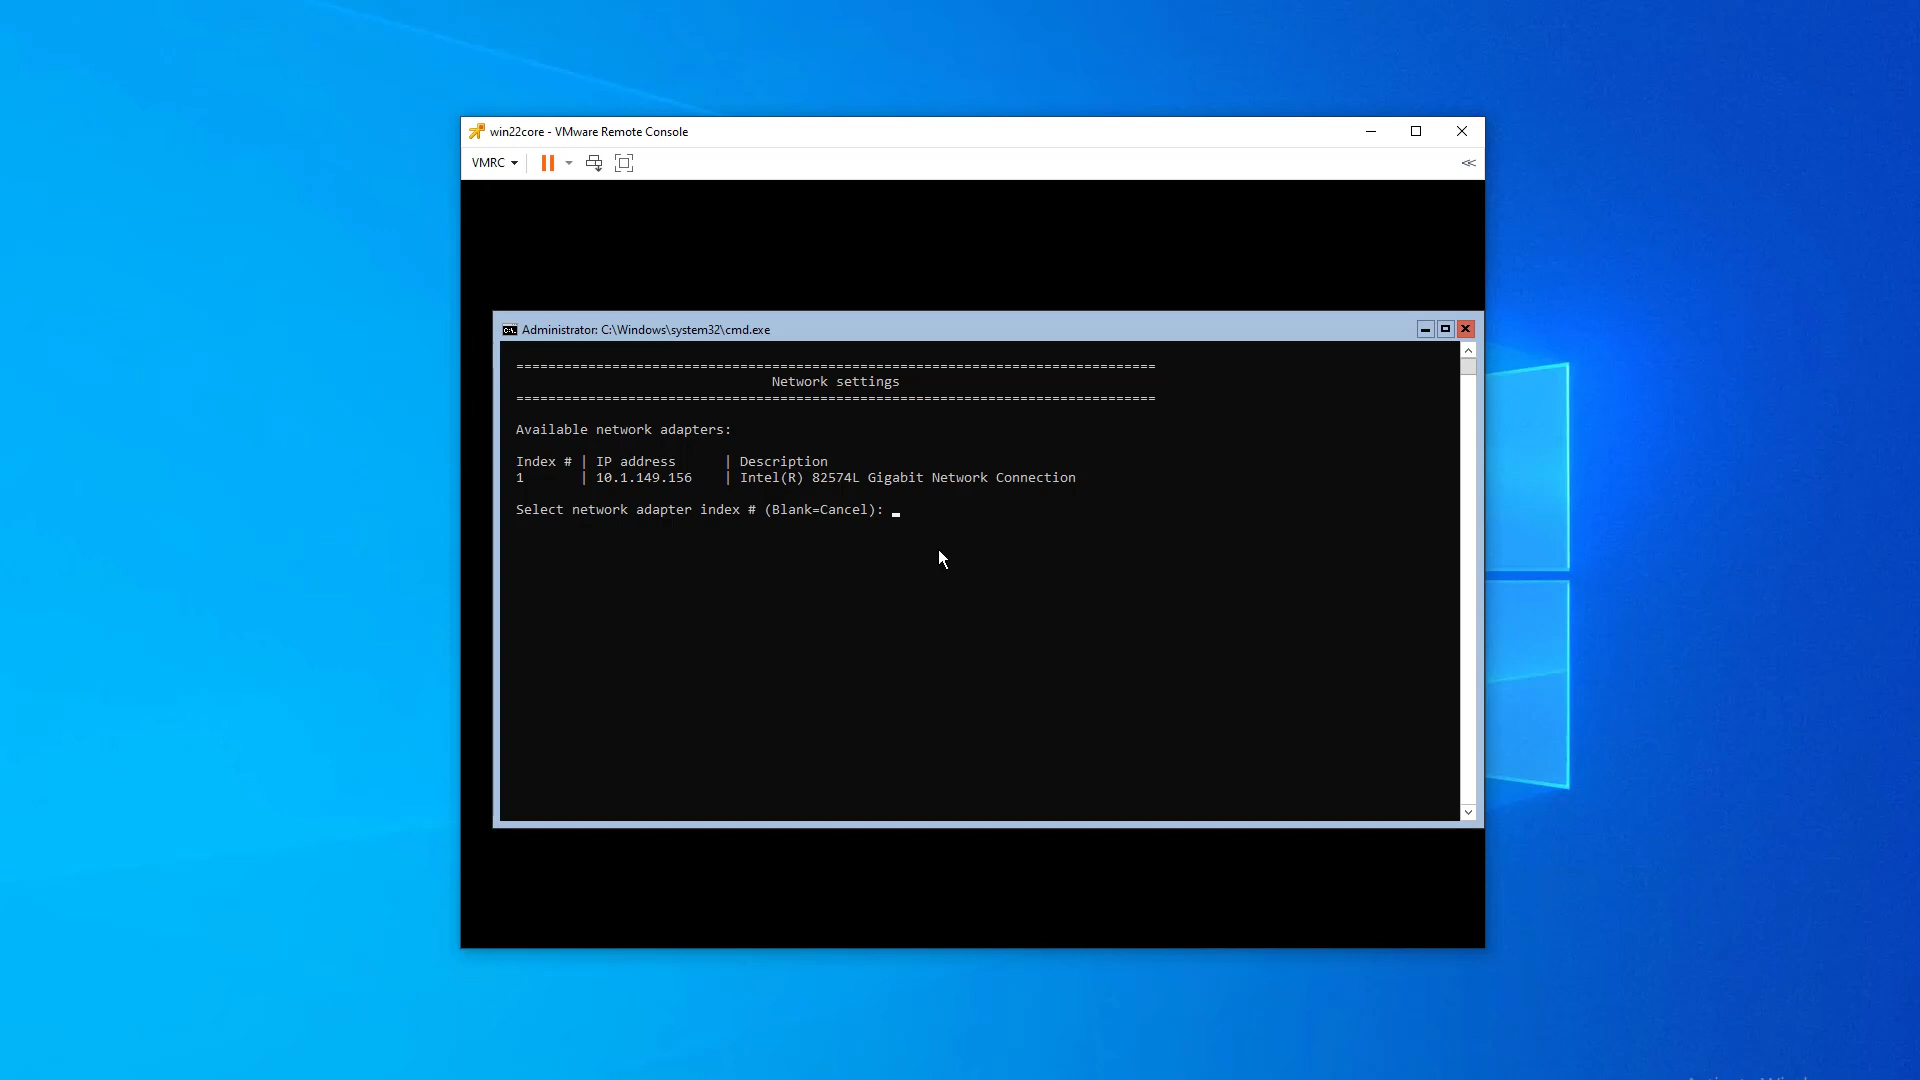 win22core - VMware Remote Console
VMRC
Administrator: C:\Windows\system32\cmd.exe
================================================================================
Network settings
================================================================================
Available network adapters:
Index # | IP address | Description
1 | 10.1.149.156 | Intel(R) 82574L Gigabit Network Connection
Select network adapter index # (Blank=Cancel): _